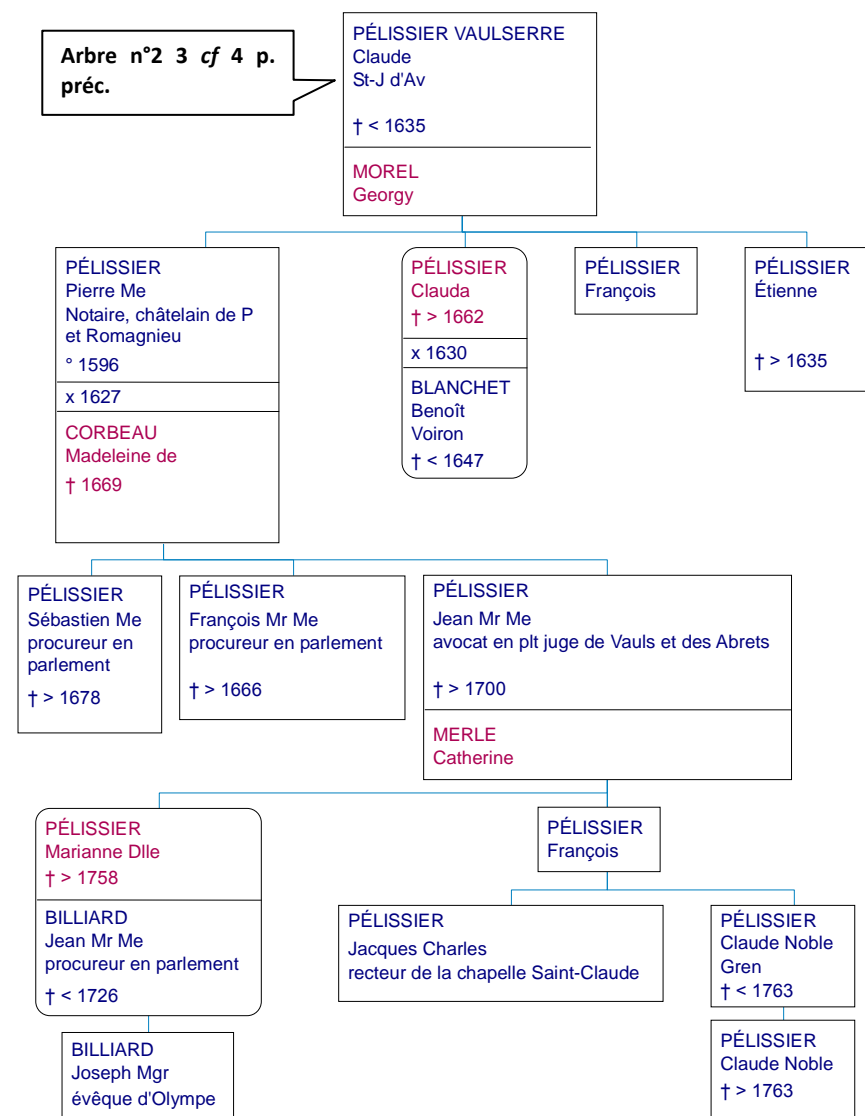 Arbre n°2 3 cf 4 p.
préc.
PÉLISSIER VAULSERRE
Claude
St-J d'Av
† < 1635
MOREL
Georgy
PÉLISSIER
Pierre Me
Notaire, châtelain de P
et Romagnieu
° 1596
x 1627
CORBEAU
Madeleine de
† 1669
PÉLISSIER
Clauda
† > 1662
x 1630
BLANCHET
Benoît
Voiron
† < 1647
PÉLISSIER
François
PÉLISSIER
Étienne
† > 1635
PÉLISSIER
Sébastien Me
procureur en
parlement
† > 1678
PÉLISSIER
François Mr Me
procureur en parlement
† > 1666
PÉLISSIER
Jean Mr Me
avocat en plt juge de Vauls et des Abrets
† > 1700
MERLE
Catherine
PÉLISSIER
Marianne Dlle
† > 1758
BILLIARD
Jean Mr Me
procureur en parlement
† < 1726
PÉLISSIER
François
PÉLISSIER
Jacques Charles
recteur de la chapelle Saint-Claude
PÉLISSIER
Claude Noble
Gren
† < 1763
BILLIARD
Joseph Mgr
évêque d'Olympe
PÉLISSIER
Claude Noble
† > 1763